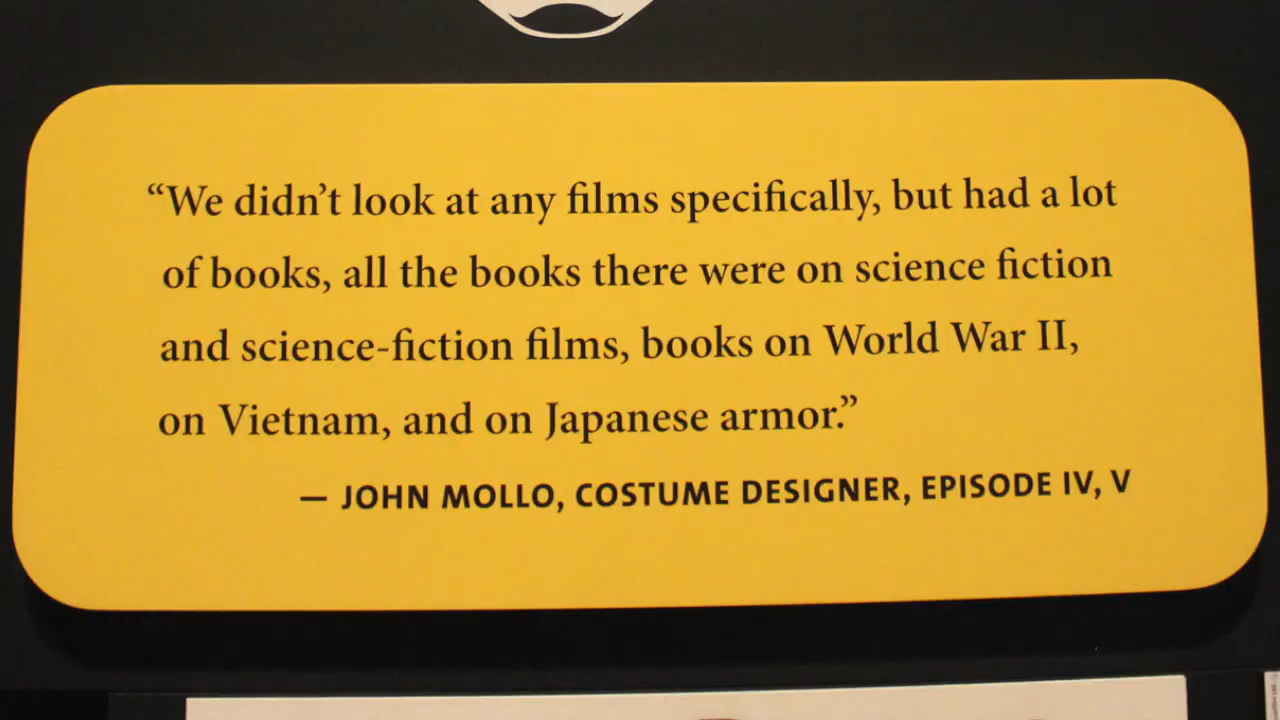 “We didn’t look at any films specifically, but had a lot
of books, all the books there were on science fiction
and science-fiction films, books on World War II,
on Vietnam, and on Japanese armor.”
— JOHN MOLLO, COSTUME DESIGNER, EPISODE IV, V